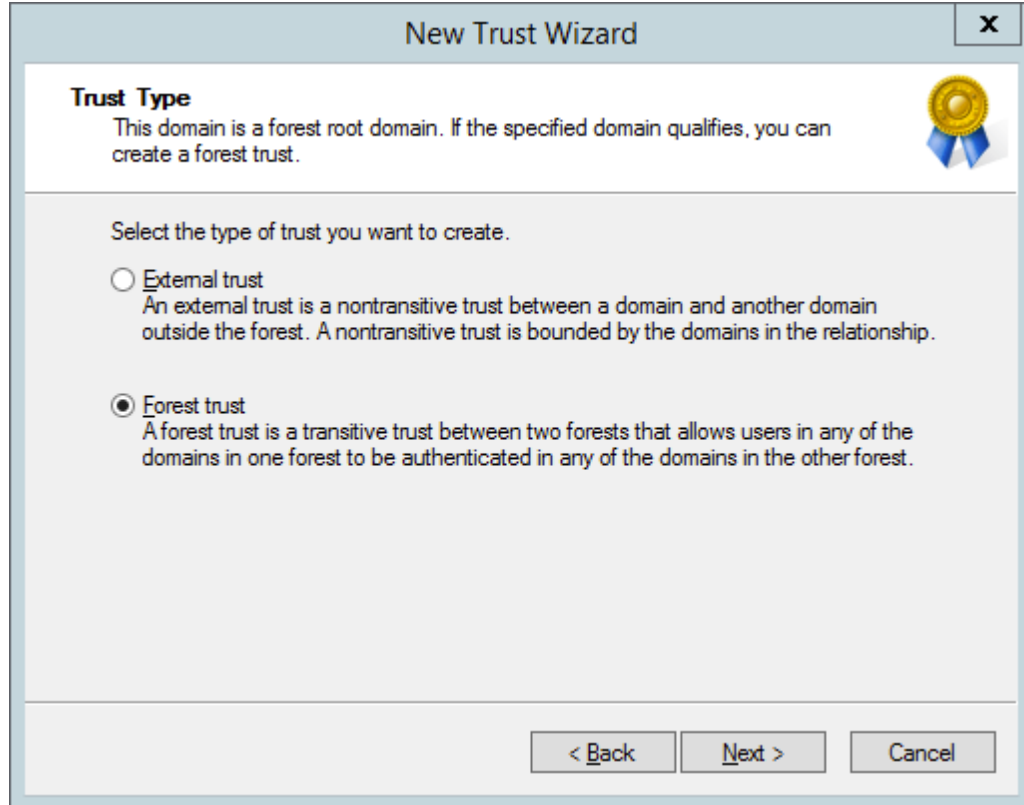 New Trust Wizard
x
Trust Type
This domain is a forest root domain. If the specified domain qualifies, you can
create a forest trust.
Select the type of trust you want to create.
External trust
An external trust is a nontransitive trust between a domain and another domain
outside the forest. A nontransitive trust is bounded by the domains in the relationship.
Forest trust
A forest trust is a transitive trust between two forests that allows users in any of the
domains in one forest to be authenticated in any of the domains in the other forest.
< Back Next > Cancel